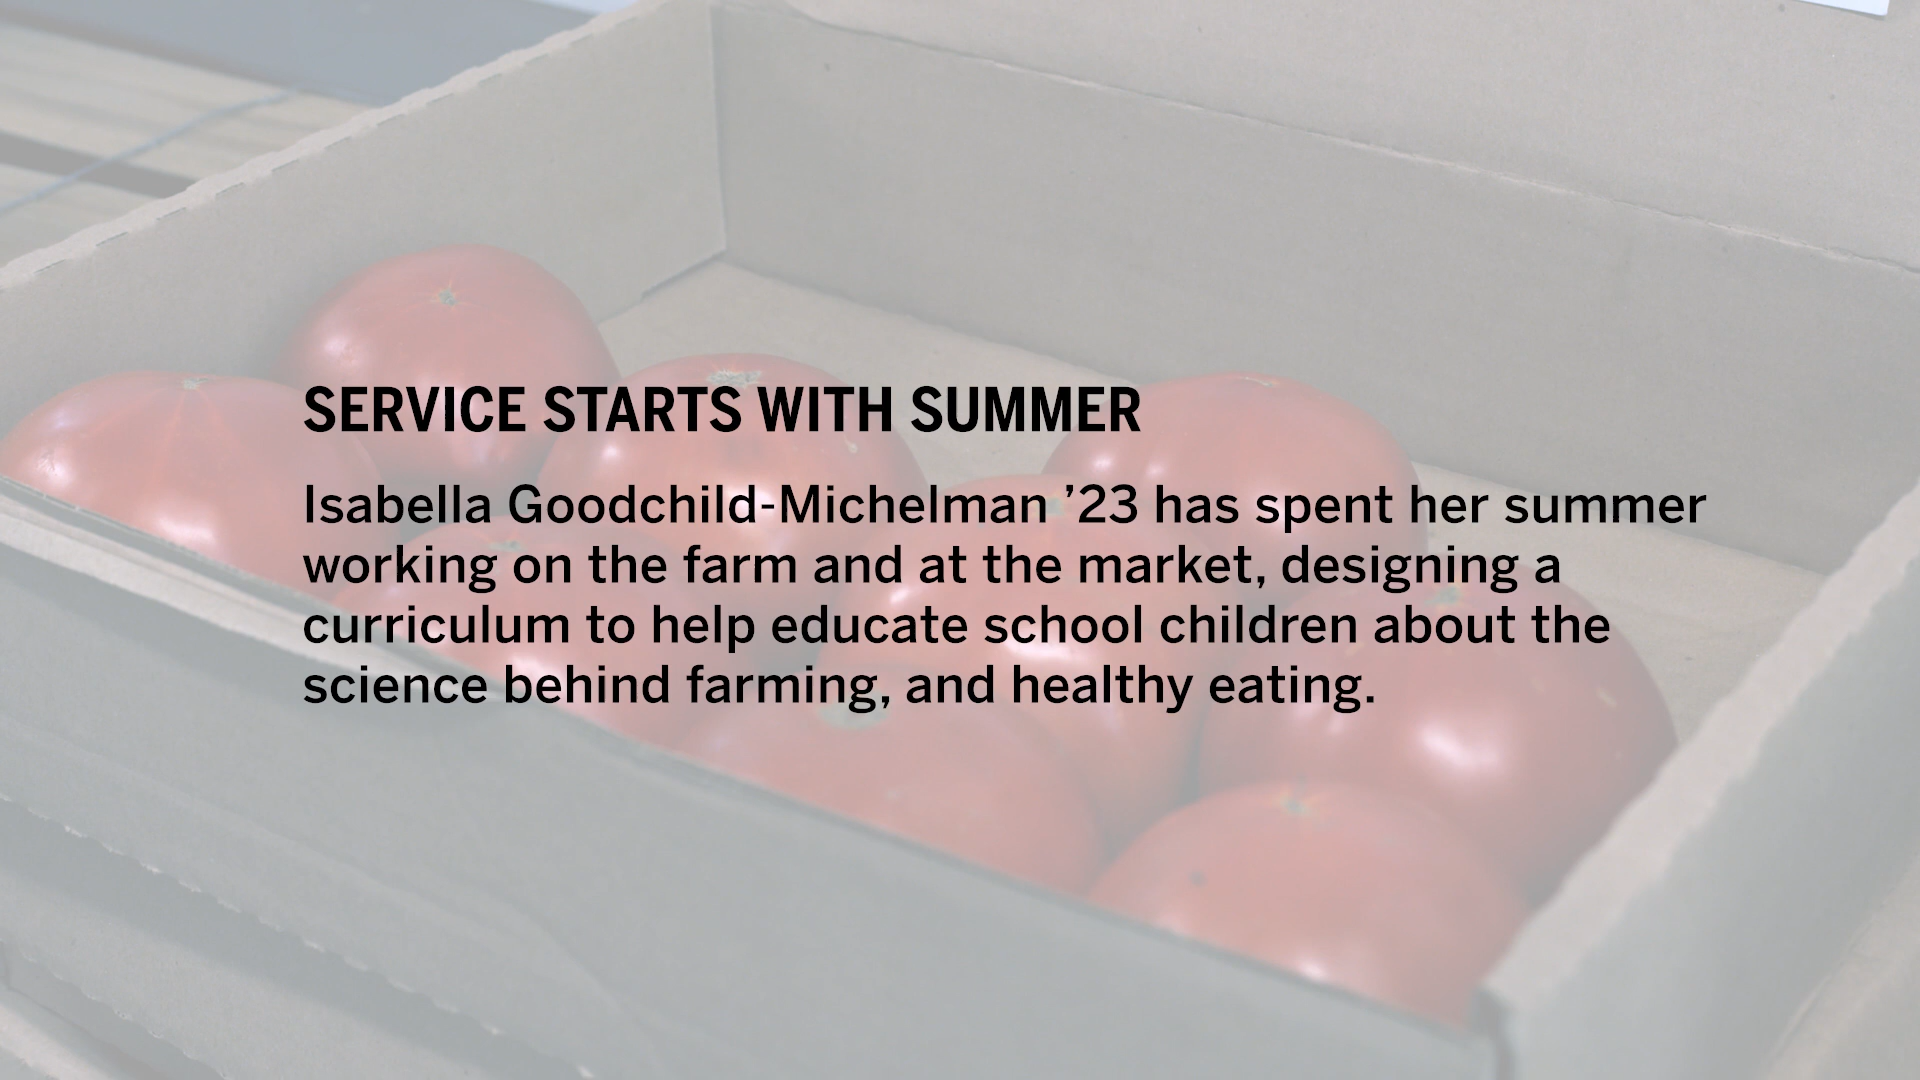 SERVICE STARTS WITH SUMMER
Isabella Goodchild-Michelman ’23 has spent her summer
working on the farm and at the market, designing a
curriculum to help educate school children about the
science behind farming, and healthy eating.